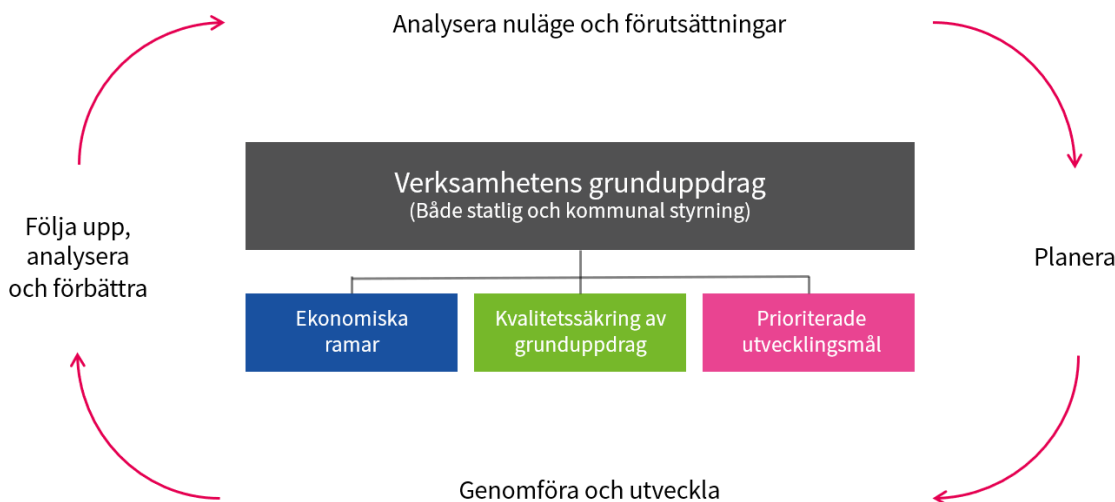 Analysera nuläge och förutsättningar
Verksamhetens grunduppdrag
(Både statlig och kommunal styrning)
Följa upp,
analysera
och förbättra
Planera
Ekonomiska
ramar
Kvalitetssäkring av
grunduppdrag
Prioriterade
utvecklingsmål
Genomföra och utveckla